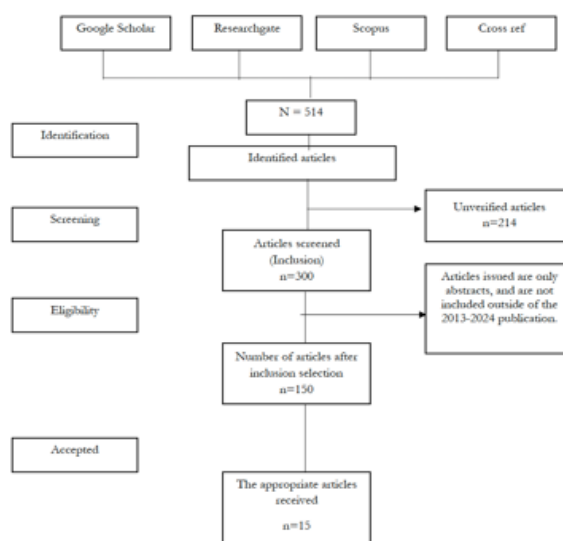 Google Scholar
Researchgate
Scopus
Cross ref
N = 514
Identification
Identified articles
Screening
Unverified articles
n=214
Articles screened
(Inclusion)
n=300
Articles issued are only
abstracts, and are not
included outside of the
2013-2024 publication.
Eligibility
Number of articles after
inclusion selection
n=150
Accepted
The appropriate articles
received
n=15